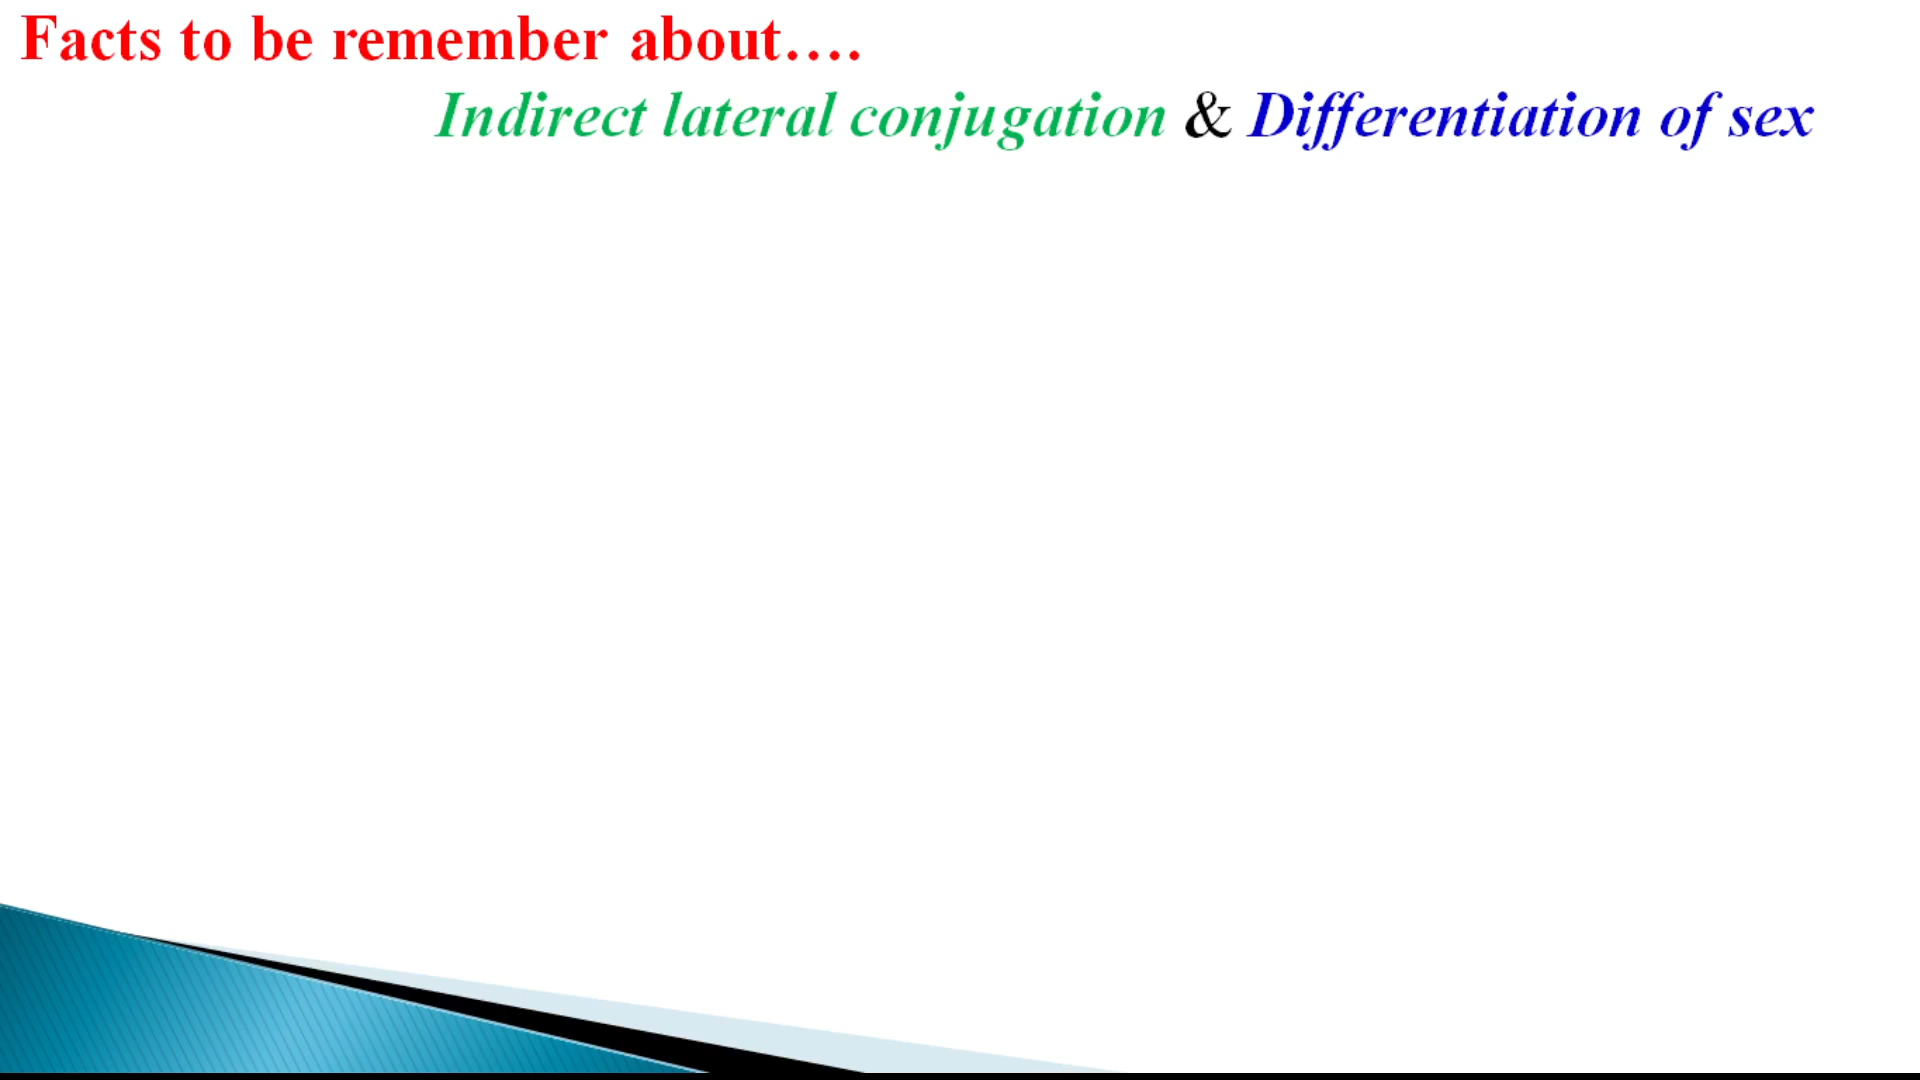 Facts to be remember about….
Indirect lateral conjugation & Differentiation of sex